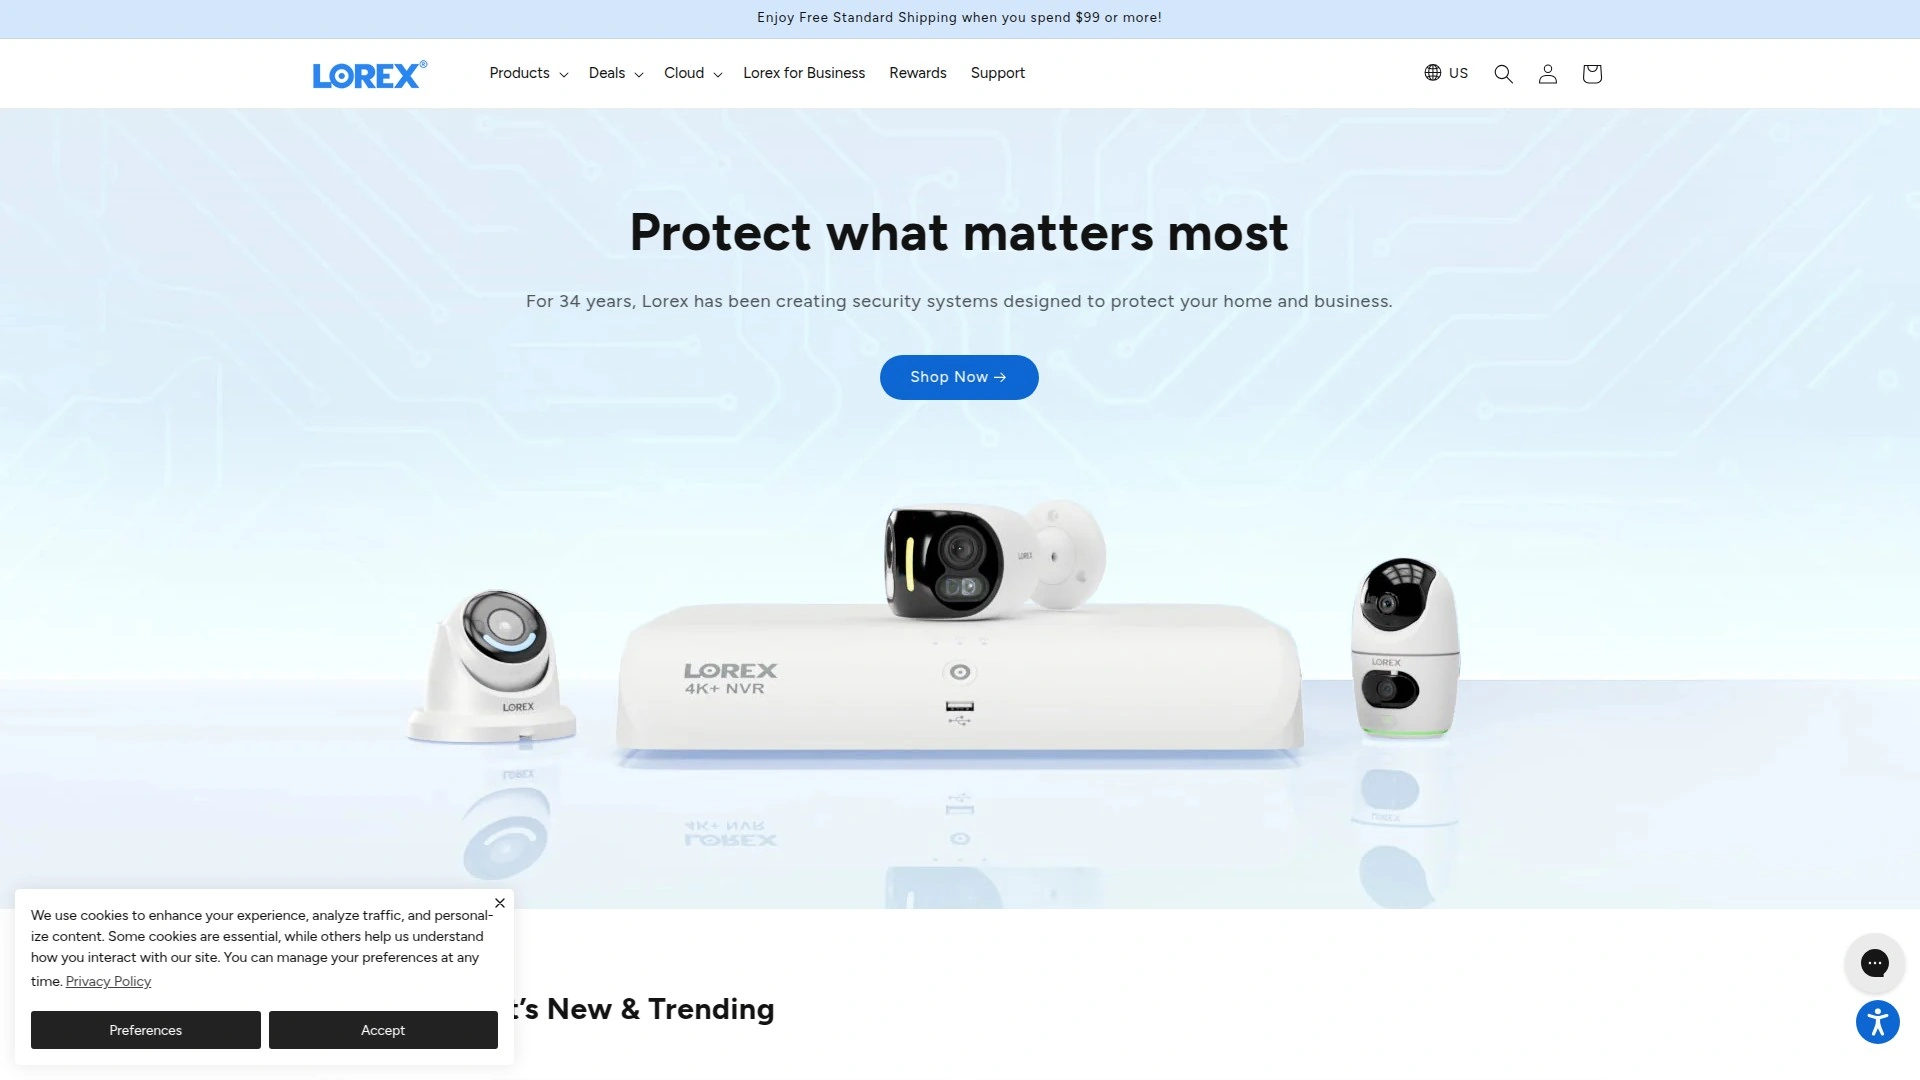 Enjoy Free Standard Shipping when you spend $99 or more!
LOREX®
Products
Deals
Cloud
Lorex for Business
Rewards
Support
US
Protect what matters most
For 34 years, Lorex has been creating security systems designed to protect your home and business.
Shop Now →
LOREX
LOREX
4K+ NVR
LOREX
LOREX
We use cookies to enhance your experience, analyze traffic, and personal-
ize content. Some cookies are essential, while others help us understand
how you interact with our site. You can manage your preferences at any
time. Privacy Policy
Preferences
Accept
t’s New & Trending